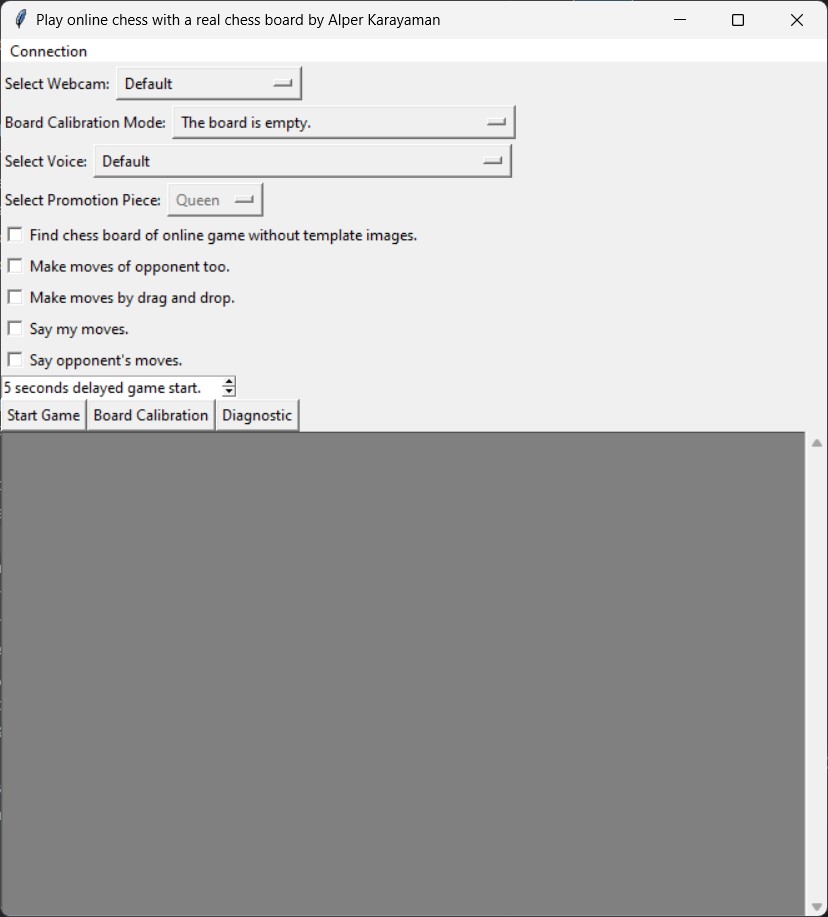 Play online chess with a real chess board by Alper Karayaman
Connection
Select Webcam: Default
Board Calibration Mode: The board is empty.
Select Voice: Default
Select Promotion Piece: Queen
Find chess board of online game without template images.
Make moves of opponent too.
Make moves by drag and drop.
Say my moves.
Say opponent's moves.
5 seconds delayed game start.
Start Game Board Calibration Diagnostic